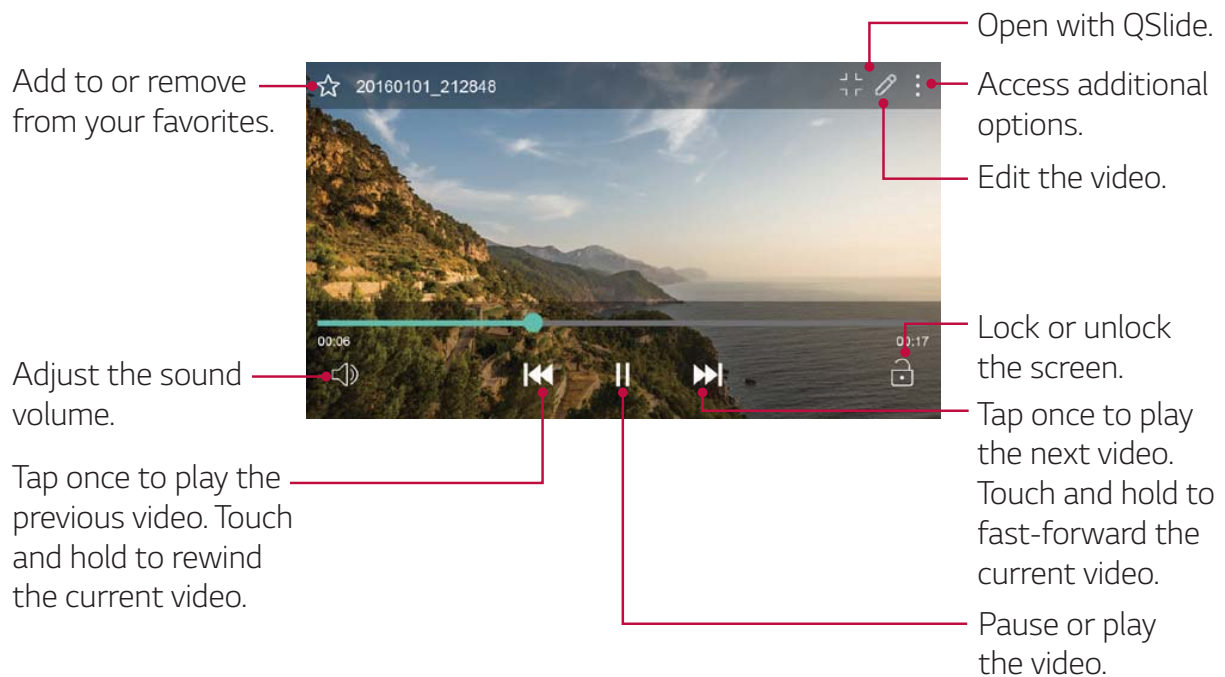 Open with QSlide.
Add to or remove
from your favorites.
20160101_212848
Access additional
options.
Edit the video.
00:06
00:17
Lock or unlock
the screen.
Adjust the sound
volume.
Tap once to play
the next video.
Touch and hold to
fast-forward the
current video.
Tap once to play the
previous video. Touch
and hold to rewind
the current video.
Pause or play
the video.